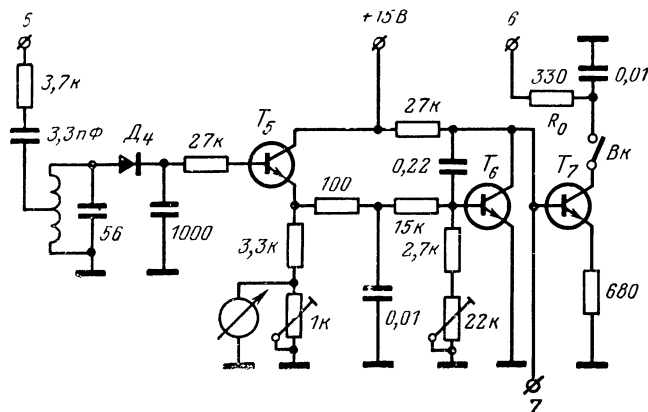 5
+15В
6
3,7к
330
0,01
R₀
3,3пФ
Д₄
T₅
27к
27к
Вк
T₆
T₇
0,22
100
56
1000
15к
2,7к
3,3к
1к
0,01
22к
680
7